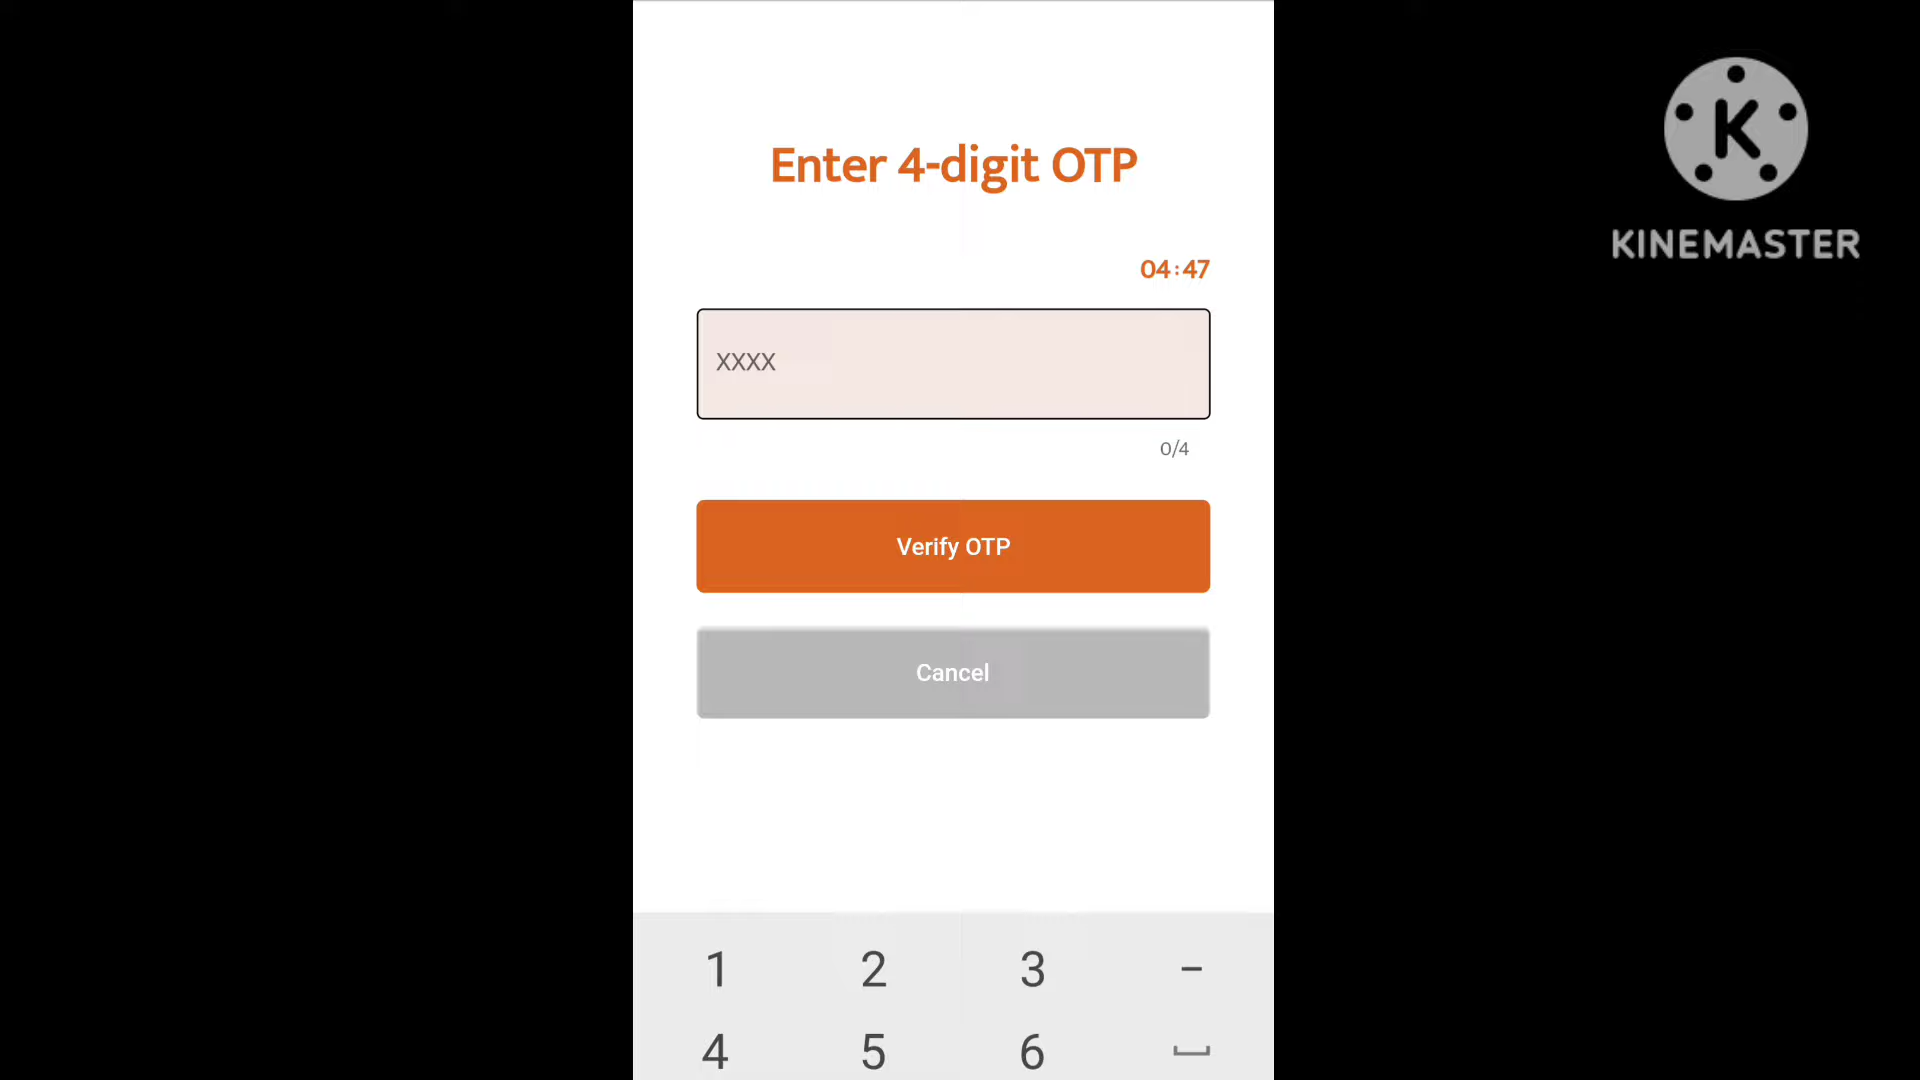 Enter 4-digit OTP
04:47
XXXX
0/4
Verify OTP
Cancel
1 2 3 -
4 5 6
K
KINEMASTER